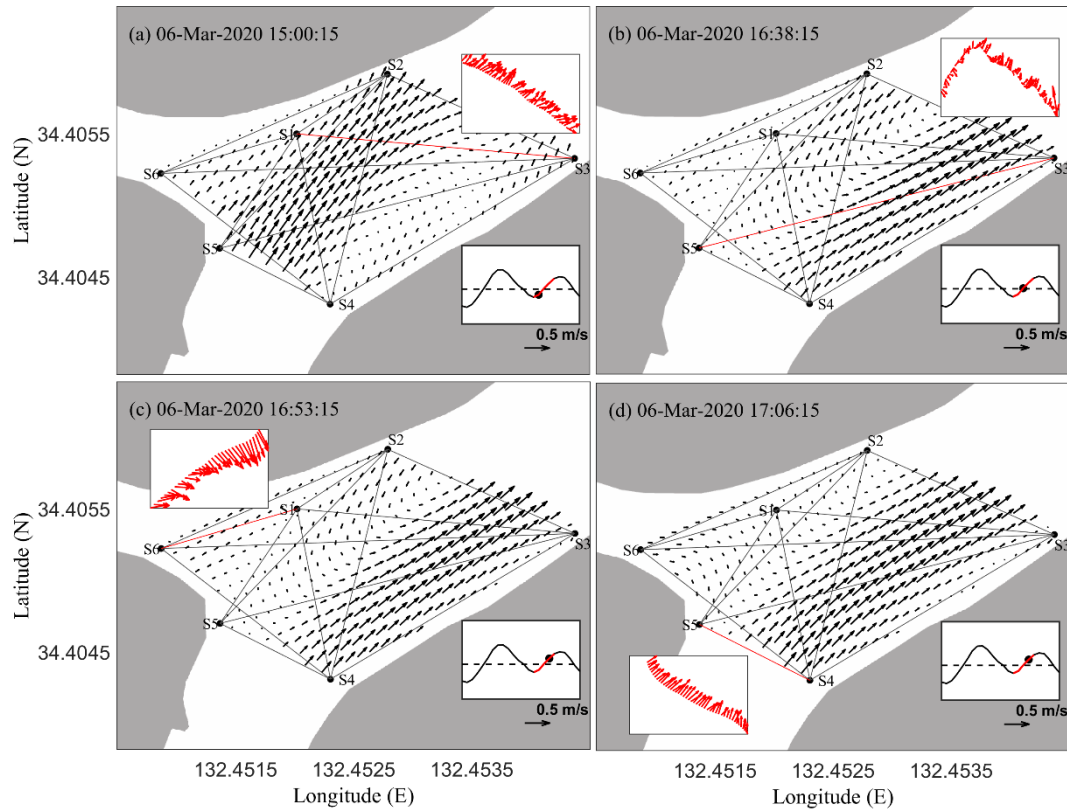 (a) 06-Mar-2020 15:00:15
S2
S1
S3
S6
S5
S4
0.5 m/s
34.4055
34.4045
Latitude (N)
(b) 06-Mar-2020 16:38:15
S2
S1
S3
S6
S5
S4
0.5 m/s
(c) 06-Mar-2020 16:53:15
S2
S1
S3
S6
S5
S4
0.5 m/s
34.4055
34.4045
Latitude (N)
132.4515 132.4525 132.4535
Longitude (E)
(d) 06-Mar-2020 17:06:15
S2
S1
S3
S6
S5
S4
0.5 m/s
132.4515 132.4525 132.4535
Longitude (E)